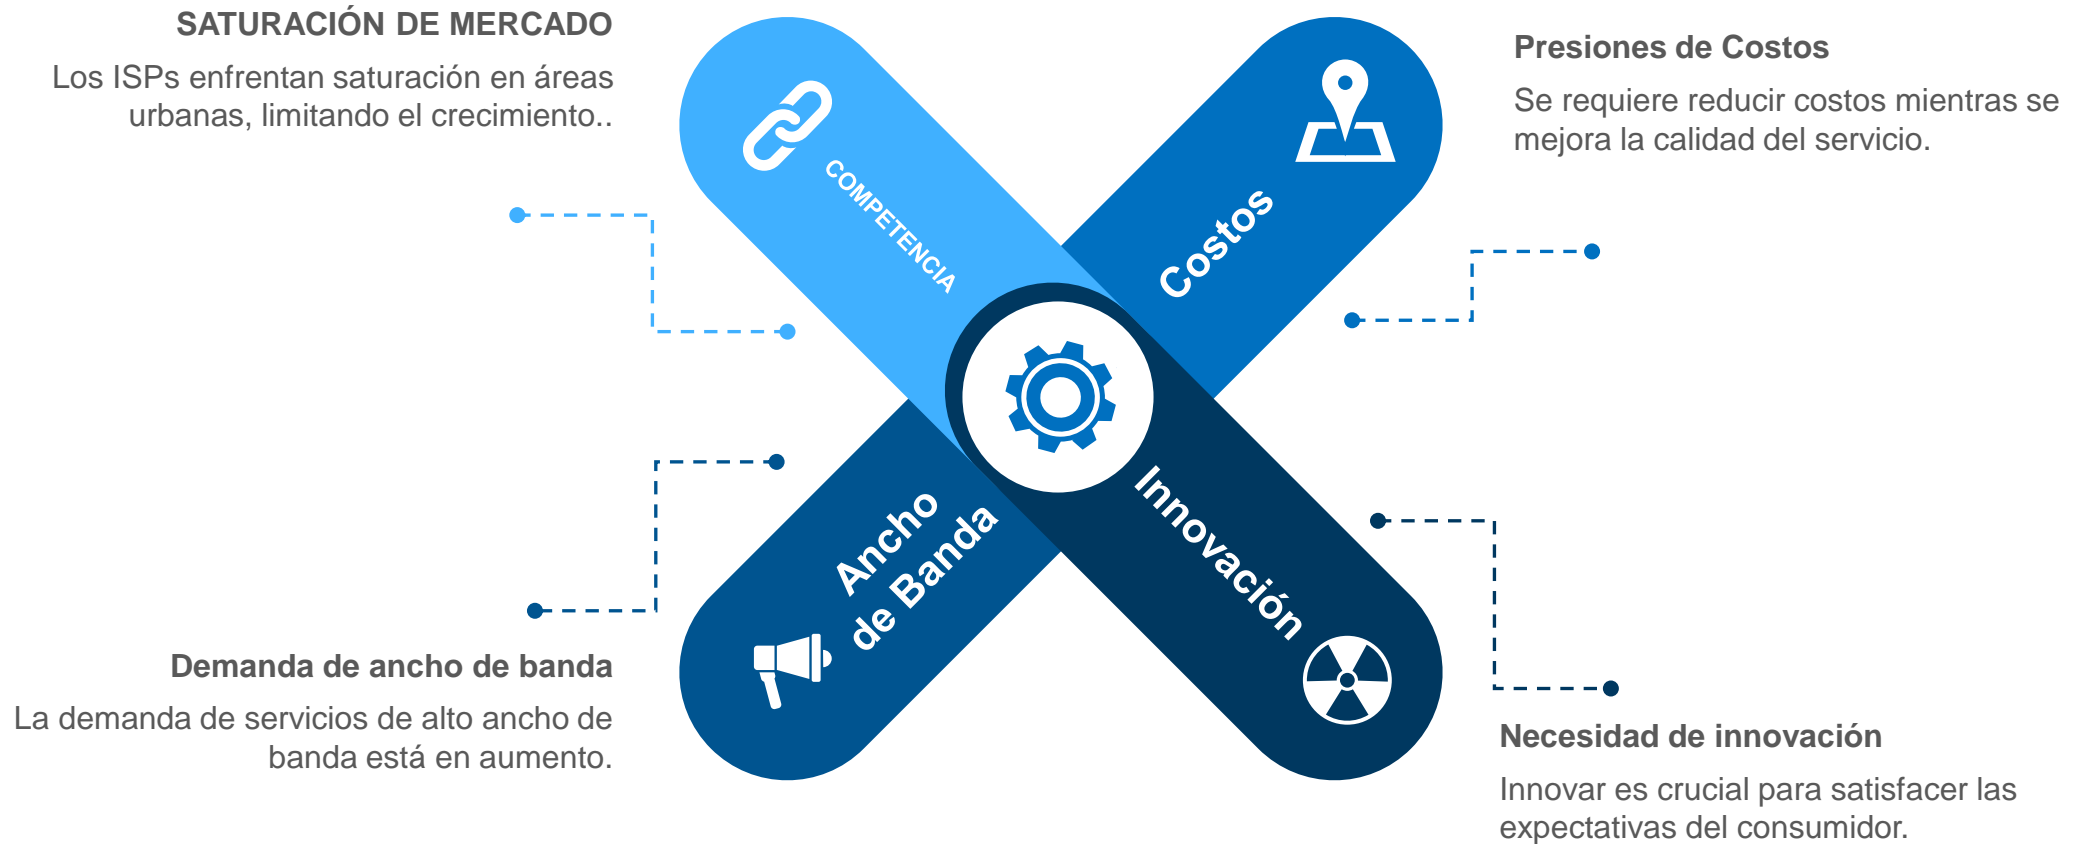 SATURACIÓN DE MERCADO
Los ISPs enfrentan saturación en áreas
urbanas, limitando el crecimiento..
Presiones de Costos
Se requiere reducir costos mientras se
mejora la calidad del servicio.
COMPETENCIA
Costos
Ancho
de Banda
Innovación
Demanda de ancho de banda
La demanda de servicios de alto ancho de
banda está en aumento.
Necesidad de innovación
Innovar es crucial para satisfacer las
expectativas del consumidor.